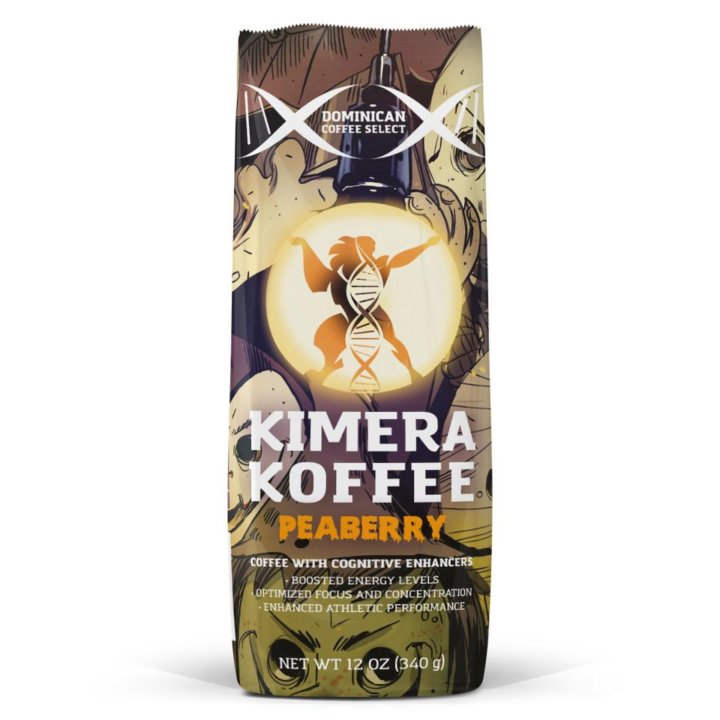 DOMINICAN
COFFEE SELECT
KIMERA
KOFFEE
PEABERRY
COFFEE WITH COGNITIVE ENHANCERS
· BOOSTED ENERGY LEVELS
· OPTIMIZED FOCUS AND CONCENTRATION
· ENHANCED ATHLETIC PERFORMANCE
NET WT 12 OZ (340 g)